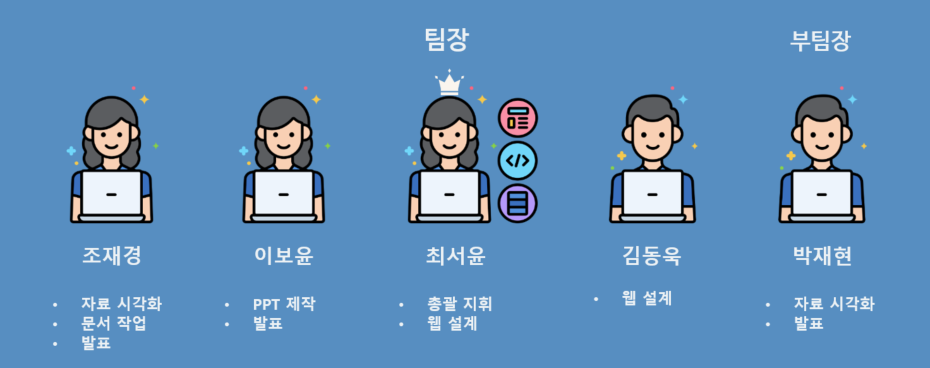 팀장
부팀장
조재경
• 자료 시각화
• 문서 작업
• 발표
이보윤
• PPT 제작
• 발표
최서윤
• 총괄 지휘
• 웹 설계
김동욱
• 웹 설계
박재현
• 자료 시각화
• 발표